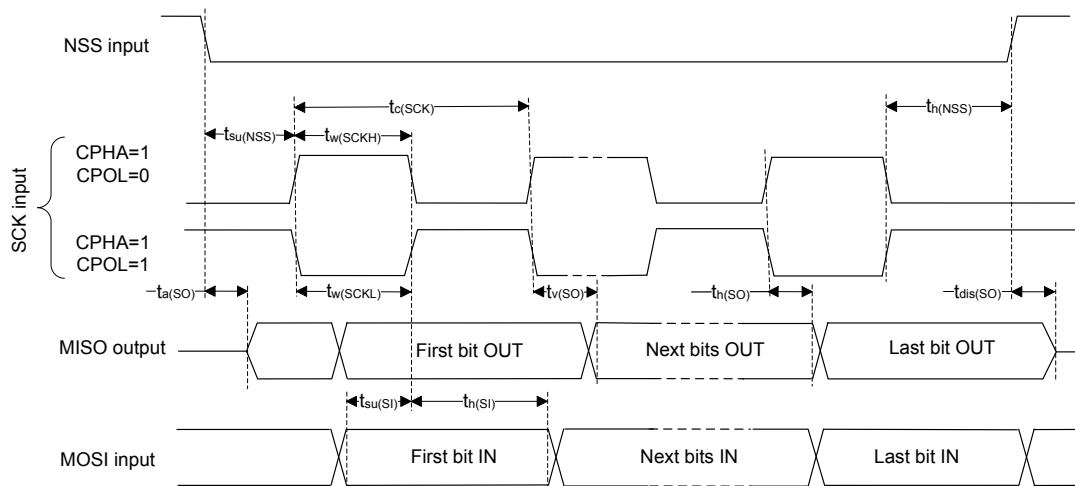 NSS input
tc(SCK)
th(NSS)
tsu(NSS)
tw(SCKH)
SCK input
CPHA=1
CPOL=0
CPHA=1
CPOL=1
ta(SO)
tw(SCKL)
tv(SO)
th(SO)
tdis(SO)
MISO output
First bit OUT
Next bits OUT
Last bit OUT
tsu(SI)
th(SI)
MOSI input
First bit IN
Next bits IN
Last bit IN